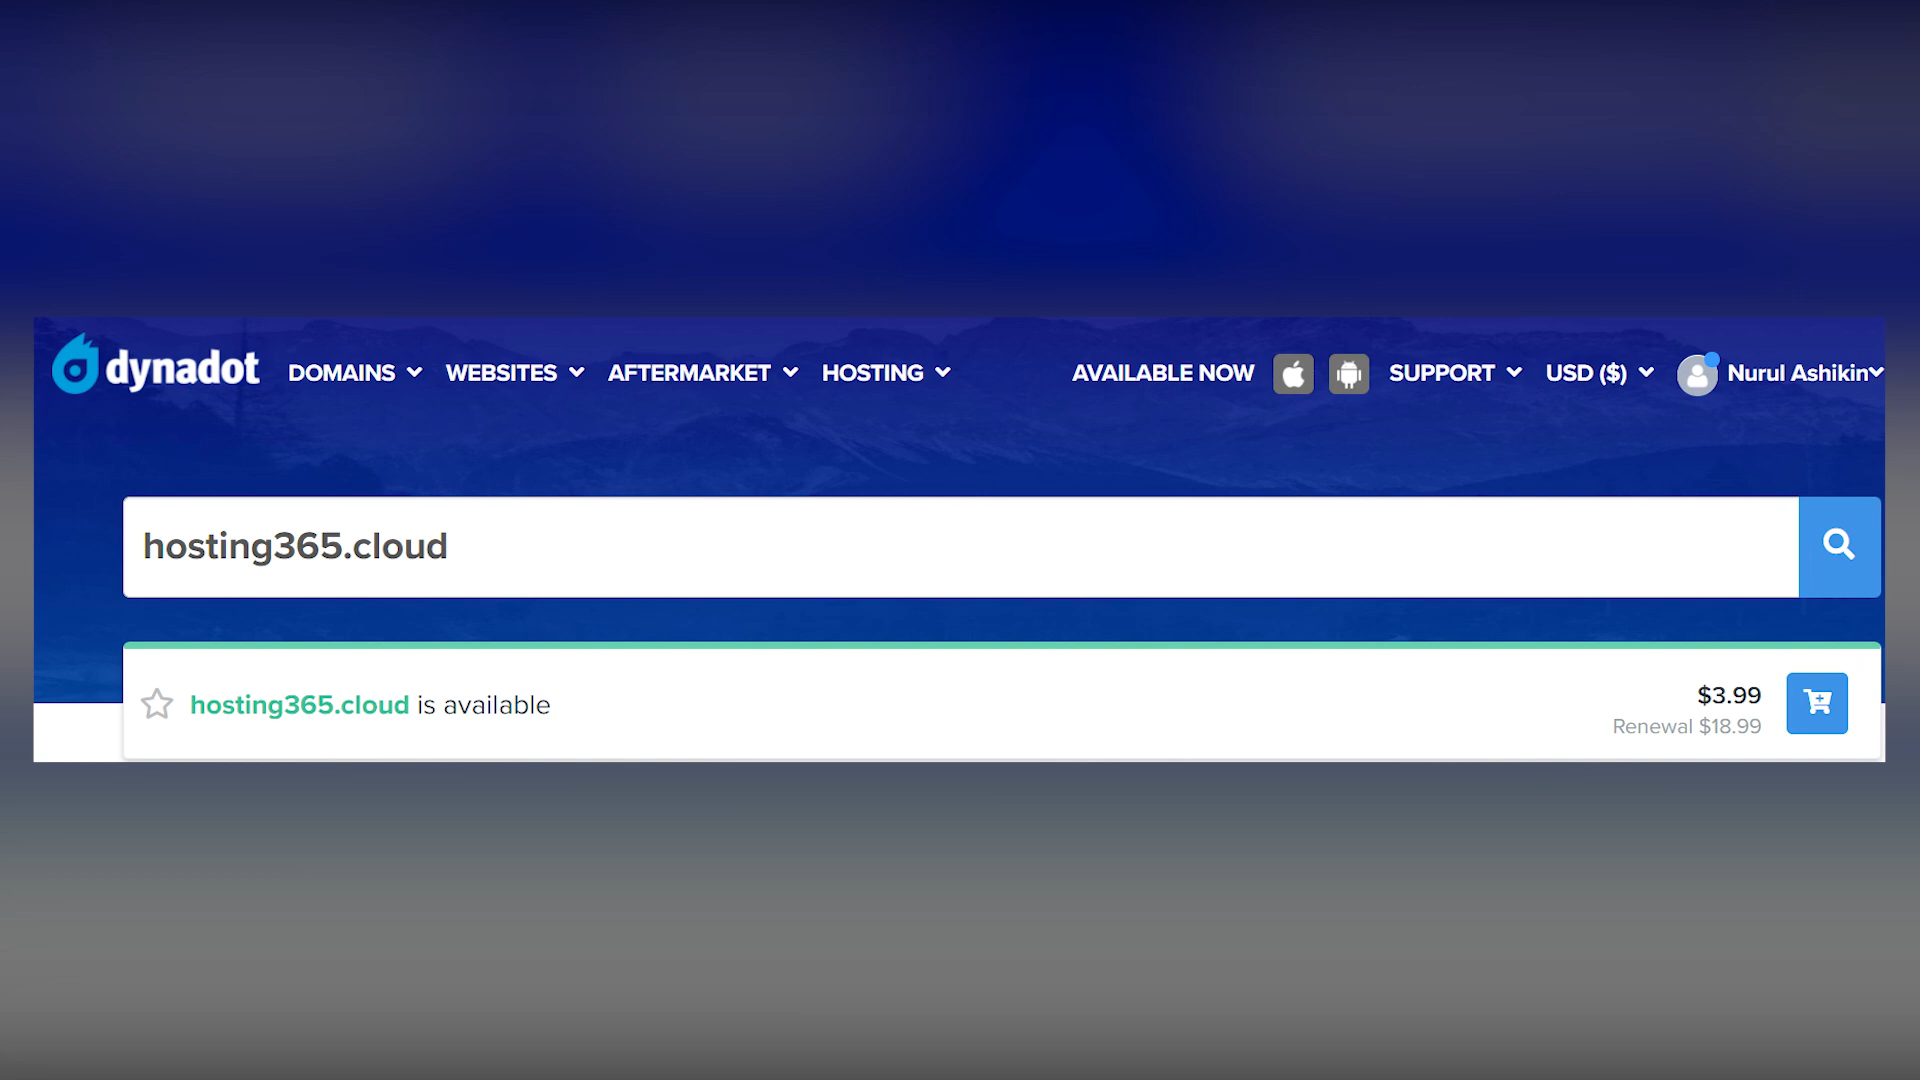 dynadot DOMAINS WEBSITES AFTERMARKET HOSTING AVAILABLE NOW SUPPORT USD ($) Nurul Ashikin
hosting365.cloud
hosting365.cloud is available
$3.99
Renewal $18.99